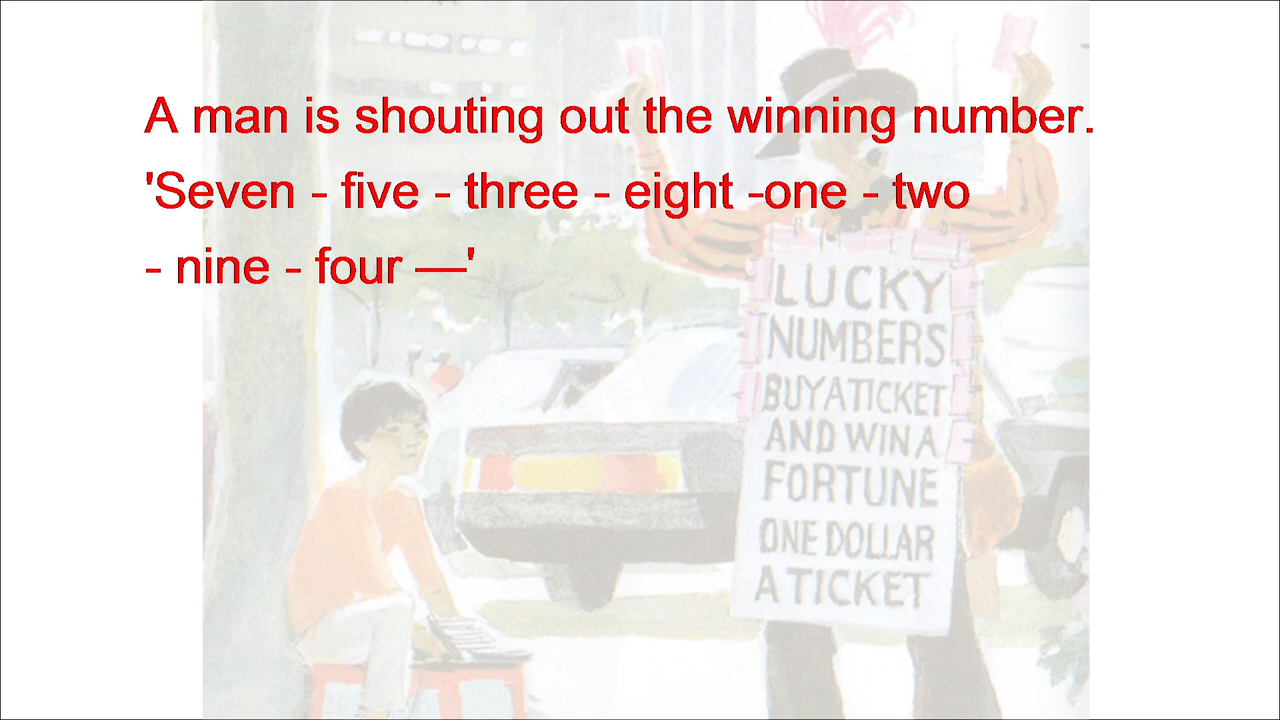 A man is shouting out the winning number.
'Seven - five - three - eight -one - two
- nine - four —'
LUCKY
NUMBERS
BUY A TICKET
AND WIN A
FORTUNE
ONE DOLLAR
A TICKET